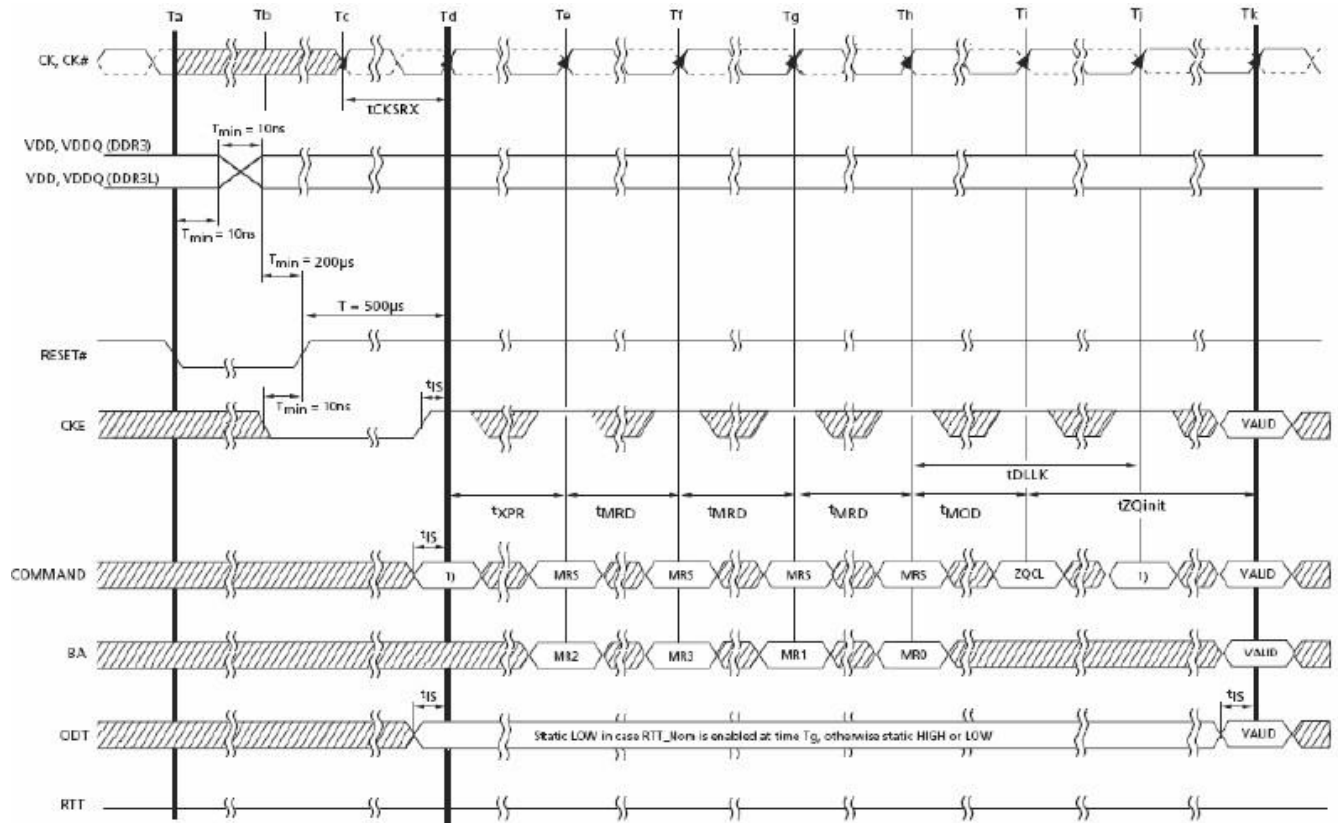 Ta Tb Tc Td Te Tf Tg Th Ti Tj Tk
CK, CK#
tCKSRX
Tmin = 10ns
VDD, VDDQ (DDR3)
VDD, VDDQ (DDR3L)
Tmin = 10ns
Tmin = 200µs
T = 500µs
RESET#
tIS
Tmin = 10ns
CKE VALID
tDLLK
tXPR tMRD tMRD tMRD tMOD tZQinit
tIS
COMMAND 1) MRS MRS MRS MRS ZQCL 1) VALID
BA MR2 MR3 MR1 MR0 VALID
tIS tIS
ODT Static LOW in case RTT_Nom is enabled at time Tg, otherwise static HIGH or LOW VALID
RTT